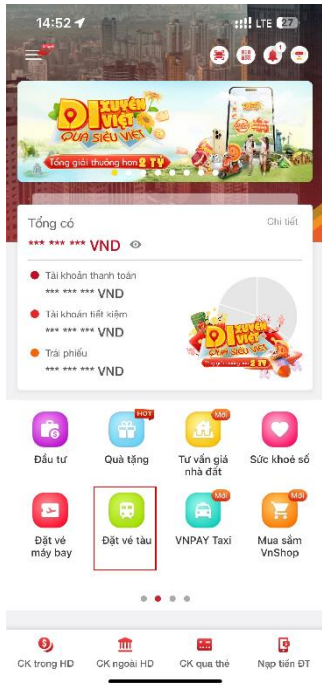 14:52
LTE 27
ĐI XUYÊN VIỆT
QUÀ SIÊU VIỆT
Tổng giải thưởng hơn 2 TỶ
Tổng có
Chi tiết
*** *** *** VND
Tài khoản thanh toán
*** *** *** VND
Tài khoản tiết kiệm
*** *** *** VND
Trái phiếu
*** *** *** VND
ĐI XUYÊN VIỆT
QUÀ SIÊU VIỆT
HOT
Mới
Đầu tư
Quà tặng
Tư vấn giá
nhà đất
Sức khoẻ số
Mới
Mới
Đặt vé
máy bay
Đặt vé tàu
VNPAY Taxi
Mua sắm
VnShop
CK trong HD
CK ngoài HD
CK qua thẻ
Nạp tiền ĐT